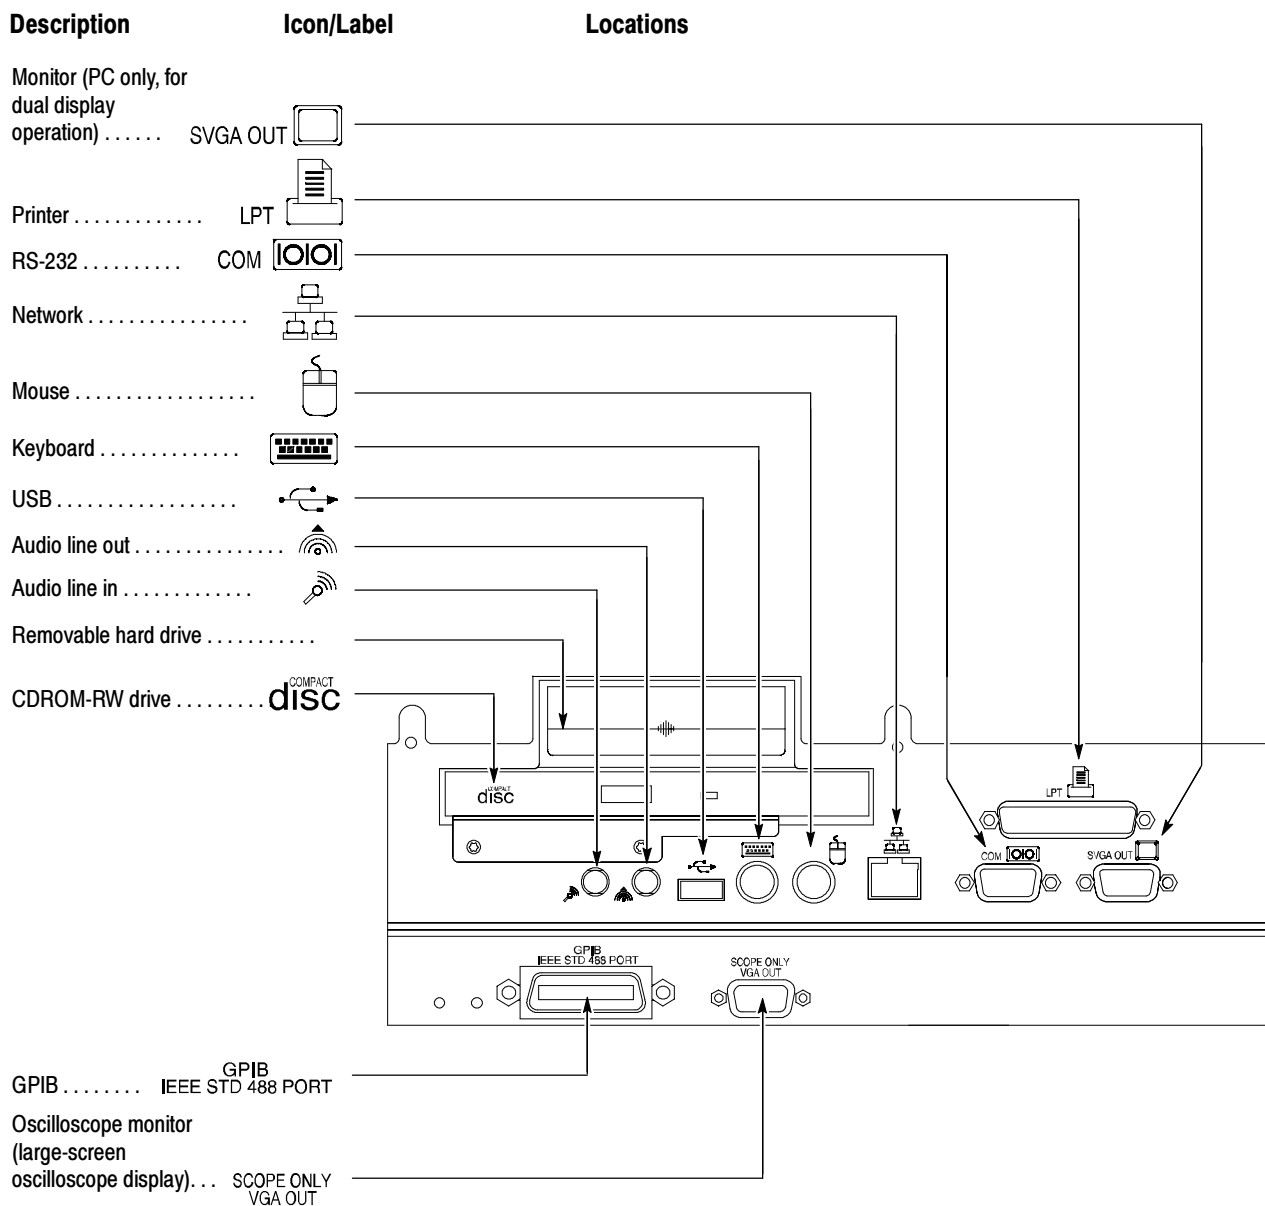 Description Icon/Label Locations
Monitor (PC only, for
dual display
operation) . . . . . . SVGA OUT
Printer . . . . . . . . . . . . . LPT
RS-232 . . . . . . . . . . COM IOIOI
Network . . . . . . . . . . . . . . . .
Mouse . . . . . . . . . . . . . . . . . .
Keyboard . . . . . . . . . . . . . .
USB . . . . . . . . . . . . . . . . . .
Audio line out . . . . . . . . . . . . . . .
Audio line in . . . . . . . . . . . . .
Removable hard drive . . . . . . . . . . .
CDROM-RW drive . . . . . . . . . COMPACT disc
COMPACT
disc
LPT
COM IOIOI SVGA OUT
GPIB
IEEE STD 488 PORT
SCOPE ONLY
VGA OUT
GPIB . . . . . . . . GPIB
IEEE STD 488 PORT
Oscilloscope monitor
(large-screen
oscilloscope display). . . SCOPE ONLY
VGA OUT